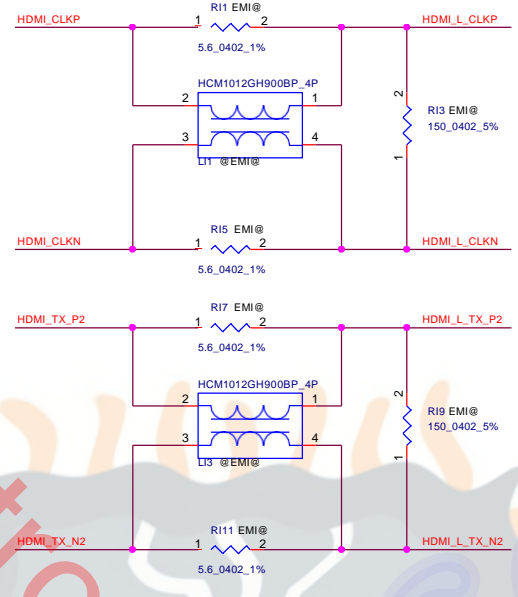 HDMI_CLKP
1
RI1 EMI@
2
HDMI_L_CLKP
5.6_0402_1%
HCM1012GH900BP_4P
2
1
3
4
LI1 @EMI@
2
RI3 EMI@
150_0402_5%
1
HDMI_CLKN
1
RI5 EMI@
2
HDMI_L_CLKN
5.6_0402_1%
HDMI_TX_P2
1
RI7 EMI@
2
HDMI_L_TX_P2
5.6_0402_1%
HCM1012GH900BP_4P
2
1
3
4
LI3 @EMI@
2
RI9 EMI@
150_0402_5%
1
HDMI_TX_N2
1
RI11 EMI@
2
HDMI_L_TX_N2
5.6_0402_1%